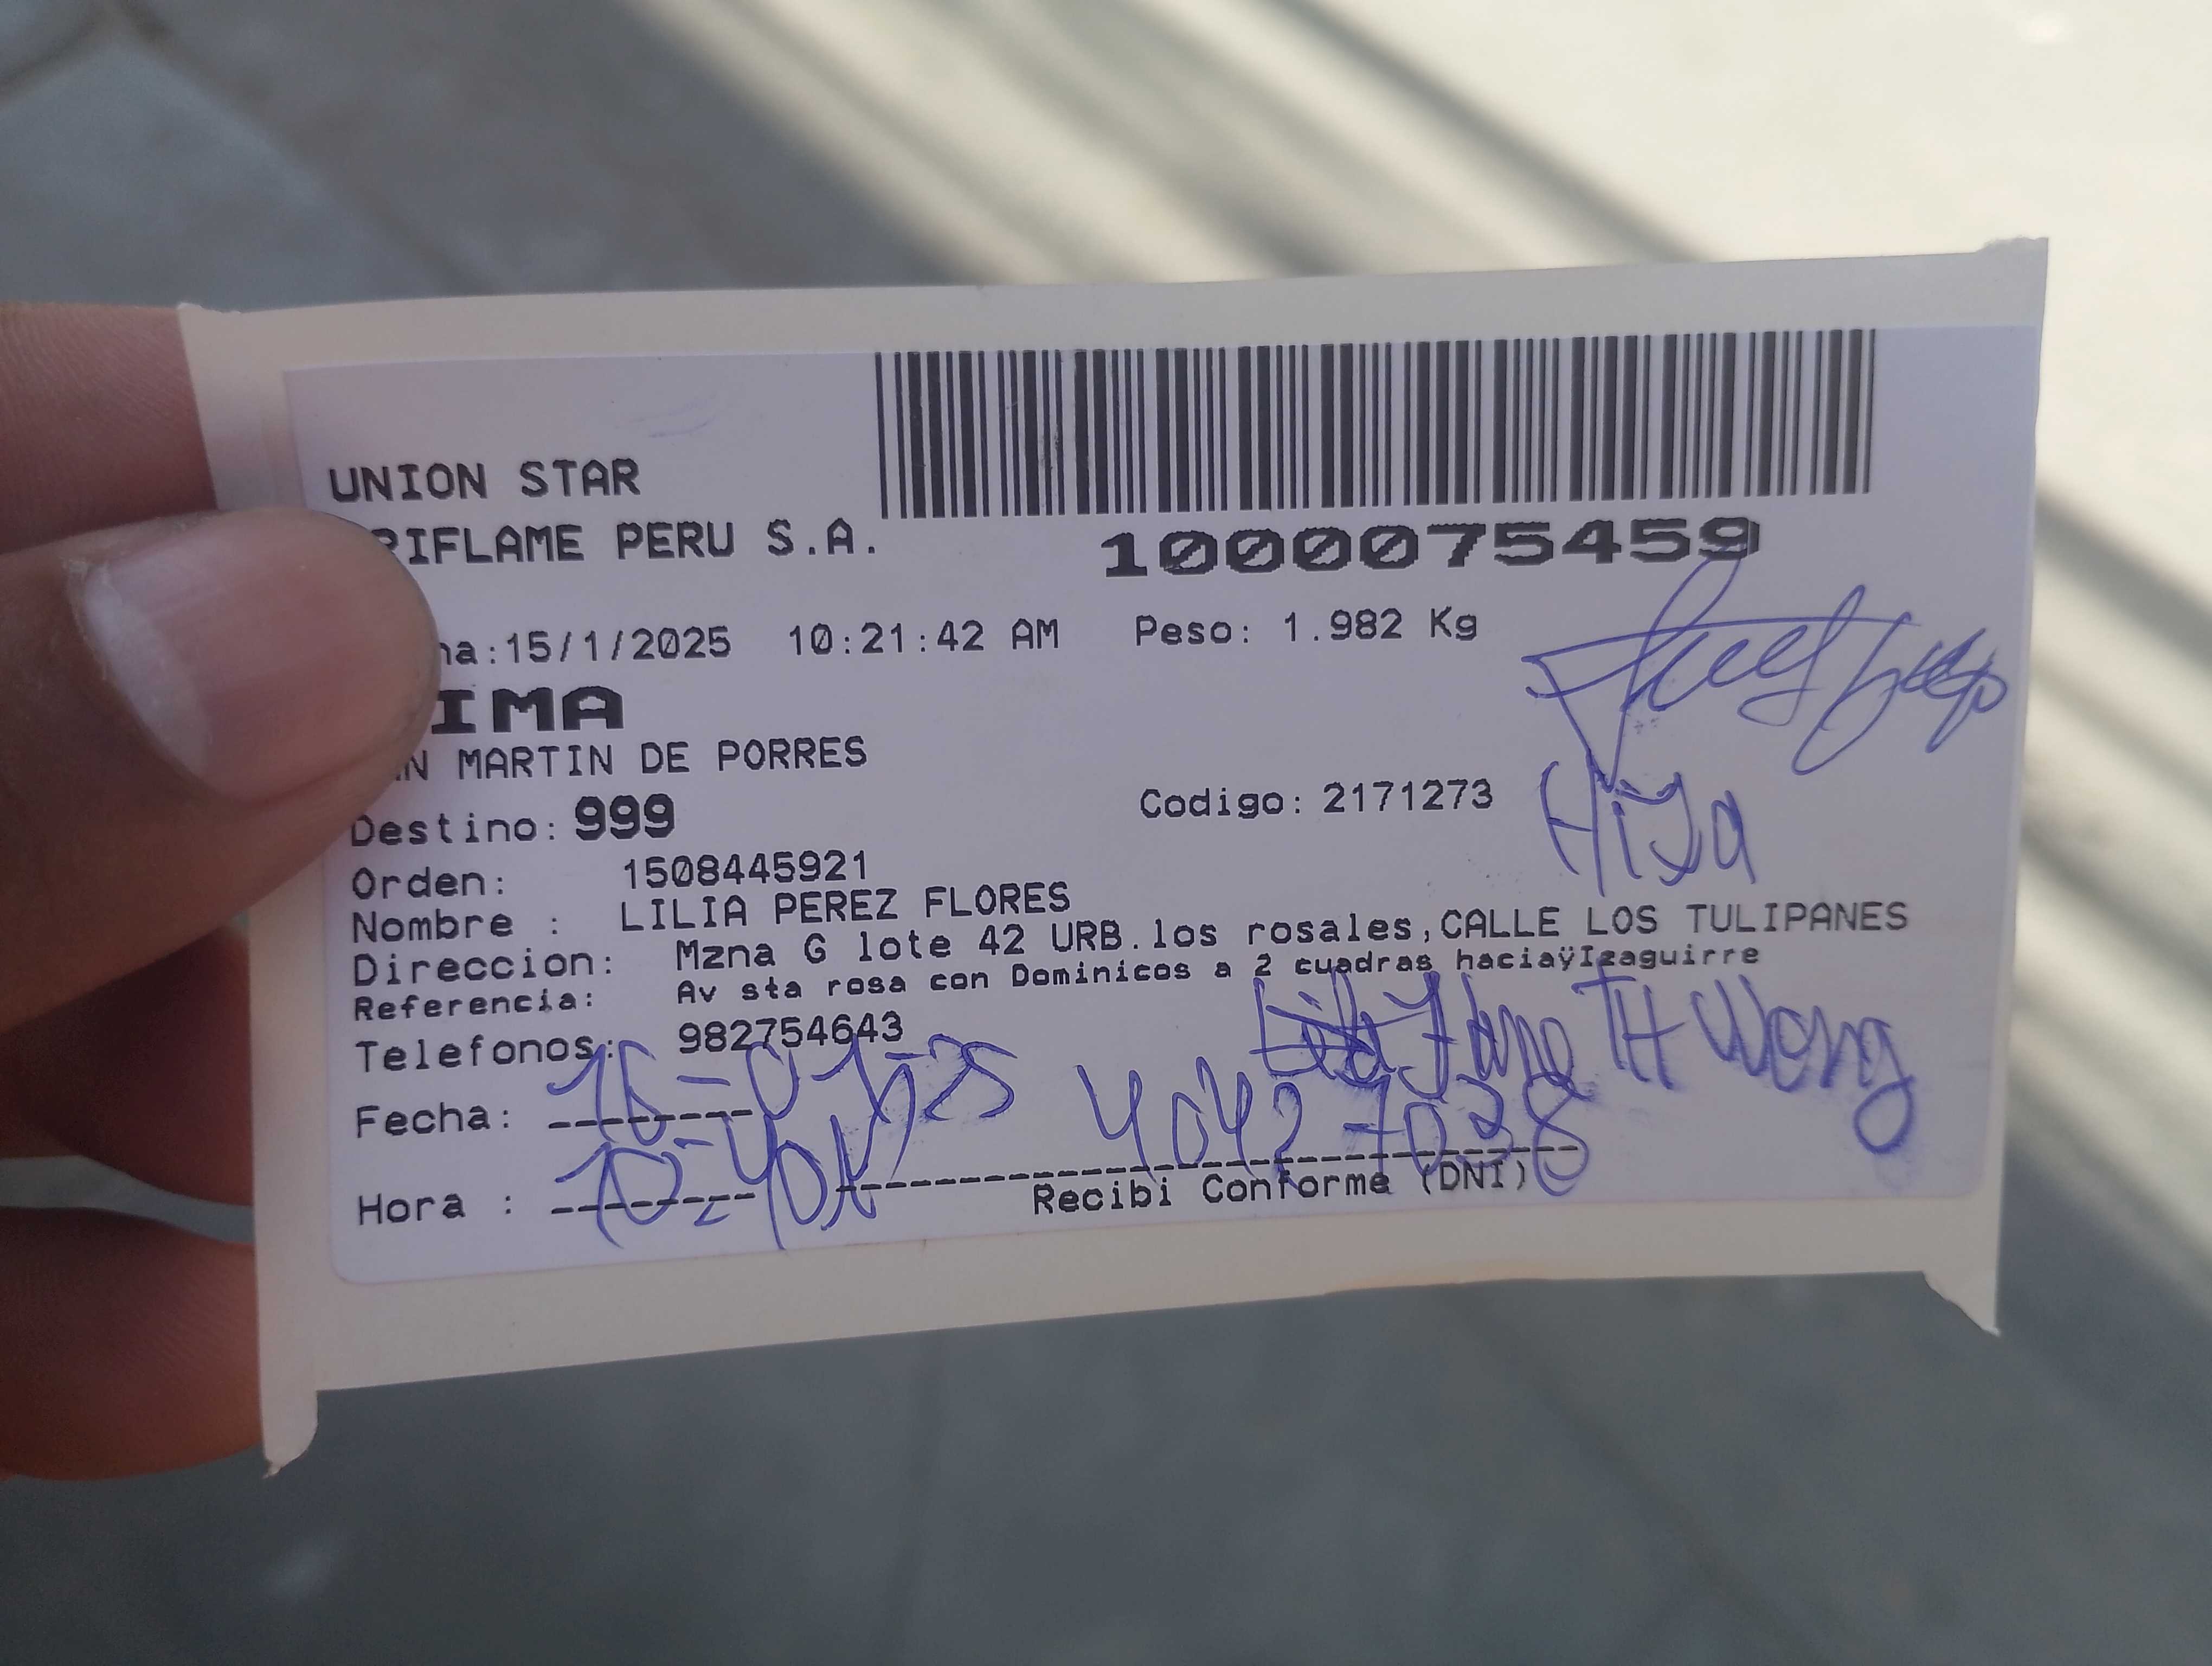 UNION STAR
RIFLAME PERU S.A.
1000075459
ha:15/1/2025 10:21:42 AM Peso: 1.982 Kg
IMA
N MARTIN DE PORRES
Destino: 999
Codigo: 2171273
HiJa
Orden: 1508445921
Nombre : LILIA PEREZ FLORES
Direccion: Mzna G lote 42 URB.los rosales,CALLE LOS TULIPANES
Referencia: Av sta rosa con Dominicos a 2 cuadras haciaÿIzaguirre
Telefonos: 982754643
Wong
Fecha:
Hora :
Recibi Conforme (DNI)